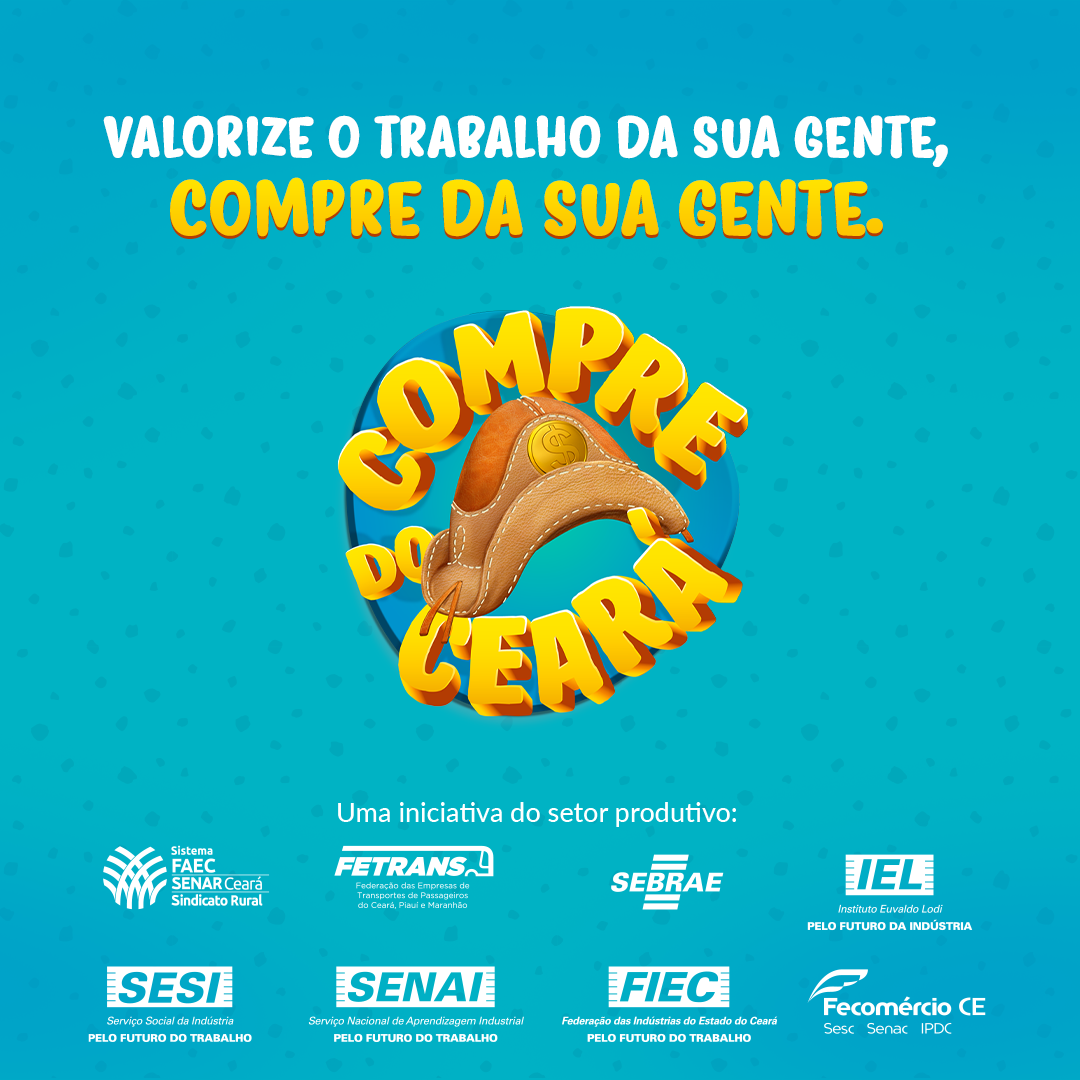 VALORIZE O TRABALHO DA SUA GENTE,
COMPRE DA SUA GENTE.
COMPRE
DO
CEARÁ
Uma iniciativa do setor produtivo:
Sistema
FAEC
SENAR Ceará
Sindicato Rural
FETRANS
Federação das Empresas de
Transportes de Passageiros
do Ceará, Piauí e Maranhão
SEBRAE
IEL
Instituto Euvaldo Lodi
PELO FUTURO DA INDÚSTRIA
SESI
Serviço Social da Indústria
PELO FUTURO DO TRABALHO
SENAI
Serviço Nacional de Aprendizagem Industrial
PELO FUTURO DO TRABALHO
FIEC
Federação das Indústrias do Estado do Ceará
PELO FUTURO DO TRABALHO
Fecomércio CE
Sesc Senac IPDC